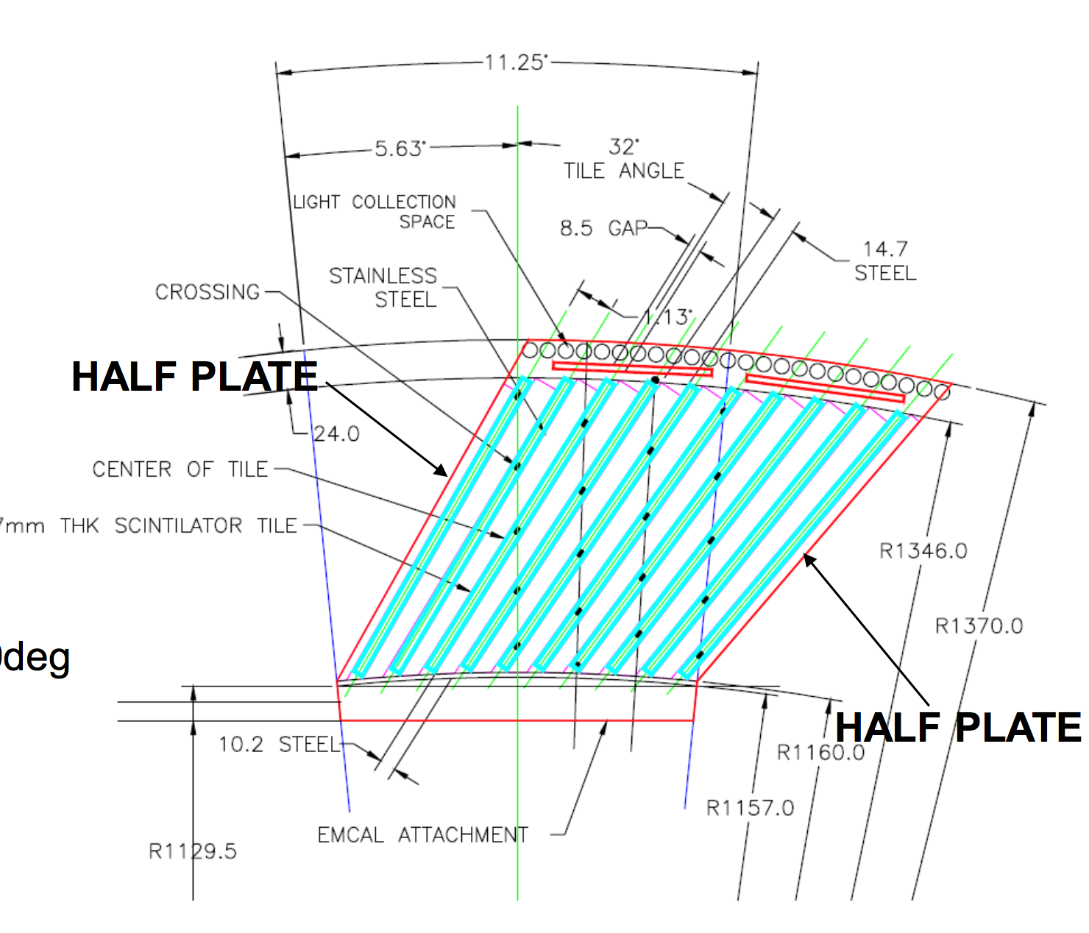 11.25°
5.63°
32°
TILE ANGLE
LIGHT COLLECTION
SPACE
8.5 GAP
14.7
STEEL
STAINLESS
STEEL
CROSSING
1.13°
HALF PLATE
24.0
CENTER OF TILE
7mm THK SCINTILATOR TILE
R1346.0
R1370.0
0deg
HALF PLATE
10.2 STEEL
R1160.0
R1157.0
EMCAL ATTACHMENT
R1129.5